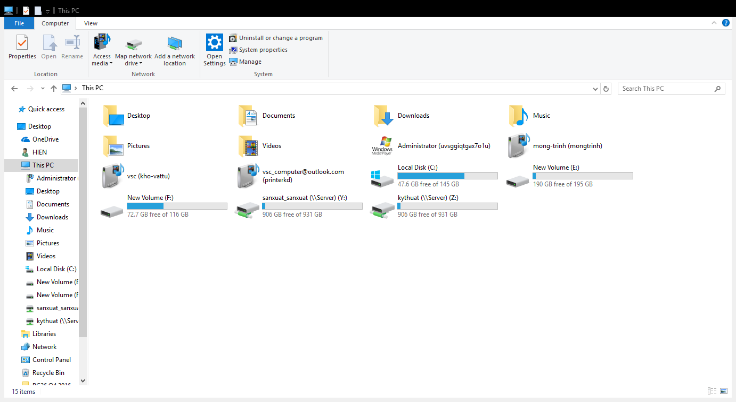 This PC
File Computer View
Properties Open Rename Access media Map network drive Add a network location Open Settings
Uninstall or change a program
System properties
Manage
Location Network System
This PC
Search This PC
Quick access
Desktop
OneDrive
HIEN
This PC
Administrator
Desktop
Documents
Downloads
Music
Pictures
Videos
Local Disk (C:)
New Volume (E
New Volume (F
sanxuat_sanxua
kythuat (\\Serv
Libraries
Network
Control Panel
Recycle Bin
Desktop Documents Downloads Music
Pictures Videos
Windows Media Player
mong-trinh (mongtrinh)
vsc (kho-vattu)
vsc_computer@outlook.com
(printerkd)
Local Disk (C:)
47.6 GB free of 145 GB
New Volume (E:)
190 GB free of 195 GB
New Volume (F:)
72.7 GB free of 116 GB
sanxuat_sanxuat (\\Server) (Y:)
906 GB free of 931 GB
kythuat (\\Server) (Z:)
906 GB free of 931 GB
15 items